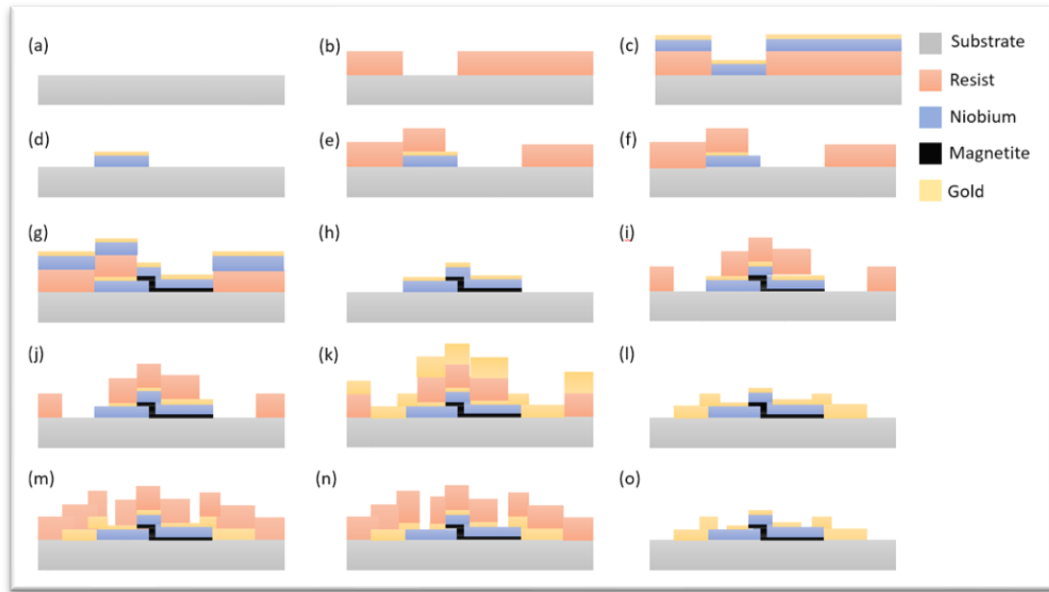 (a)
(b)
(c)
Substrate
Resist
Niobium
Magnetite
Gold
(d)
(e)
(f)
(g)
(h)
(i)
(j)
(k)
(l)
(m)
(n)
(o)